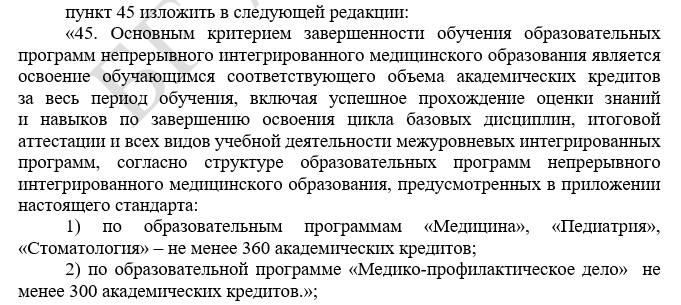 пункт 45 изложить в следующей редакции:
«45. Основным критерием завершенности обучения образовательных
программ непрерывного интегрированного медицинского образования является
освоение обучающимся соответствующего объема академических кредитов
за весь период обучения, включая успешное прохождение оценки знаний
и навыков по завершению освоения цикла базовых дисциплин, итоговой
аттестации и всех видов учебной деятельности межуровневых интегрированных
программ, согласно структуре образовательных программ непрерывного
интегрированного медицинского образования, предусмотренных в приложении
настоящего стандарта:
1) по образовательным программам «Медицина», «Педиатрия»,
«Стоматология» – не менее 360 академических кредитов;
2) по образовательной программе «Медико-профилактическое дело» не
менее 300 академических кредитов.»;